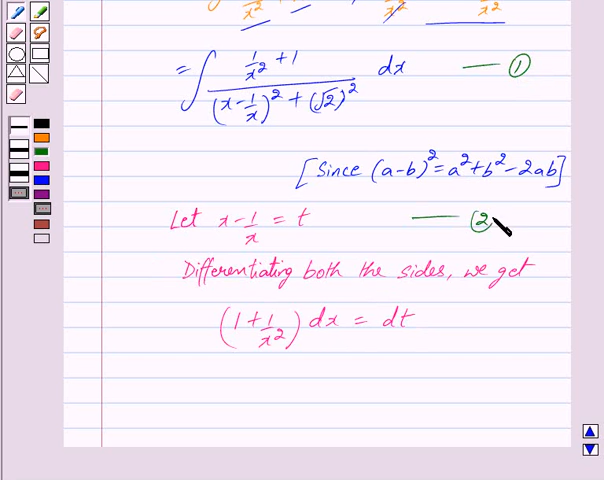 = ∫ (1/x² + 1) / ((x - 1/x)² + (√2)²) dx —— ①
[Since (a-b)² = a² + b² - 2ab]
Let x - 1/x = t —— ②
Differentiating both the sides, we get
(1 + 1/x²) dx = dt